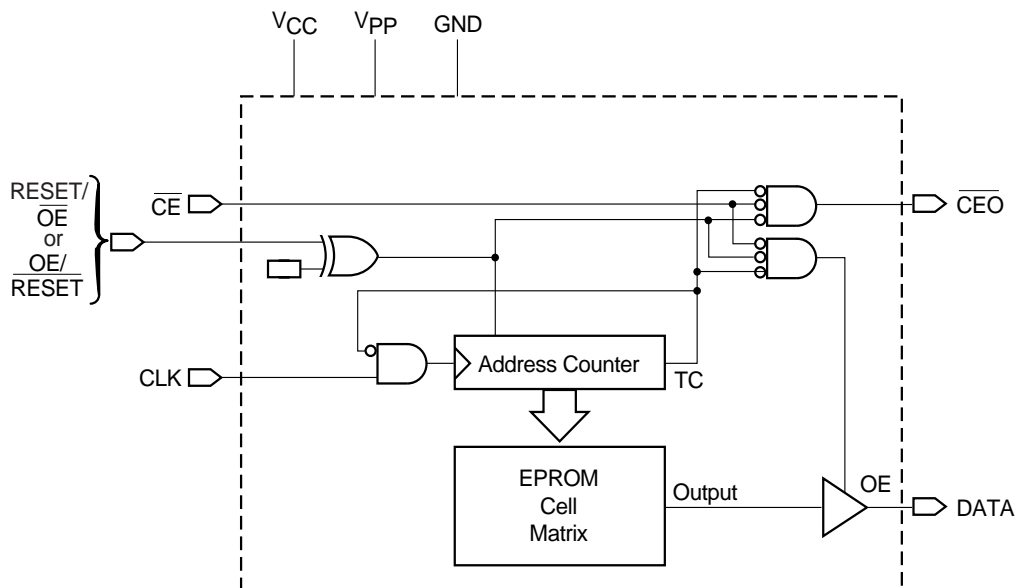 VCC
VPP
GND
RESET/
OE
or
OE/
RESET
CE
CEO
CLK
Address Counter
TC
EPROM
Cell
Matrix
Output
OE
DATA